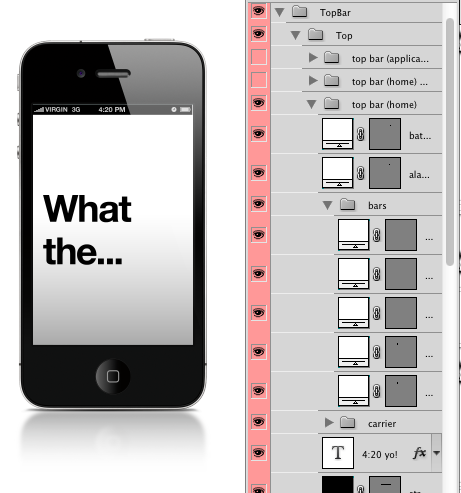 VIRGIN 3G 4:20 PM
What
the...
TopBar
Top
top bar (applica...
top bar (home) ...
top bar (home)
bat...
ala...
bars
...
...
...
...
...
carrier
T 4:20 yo! fx